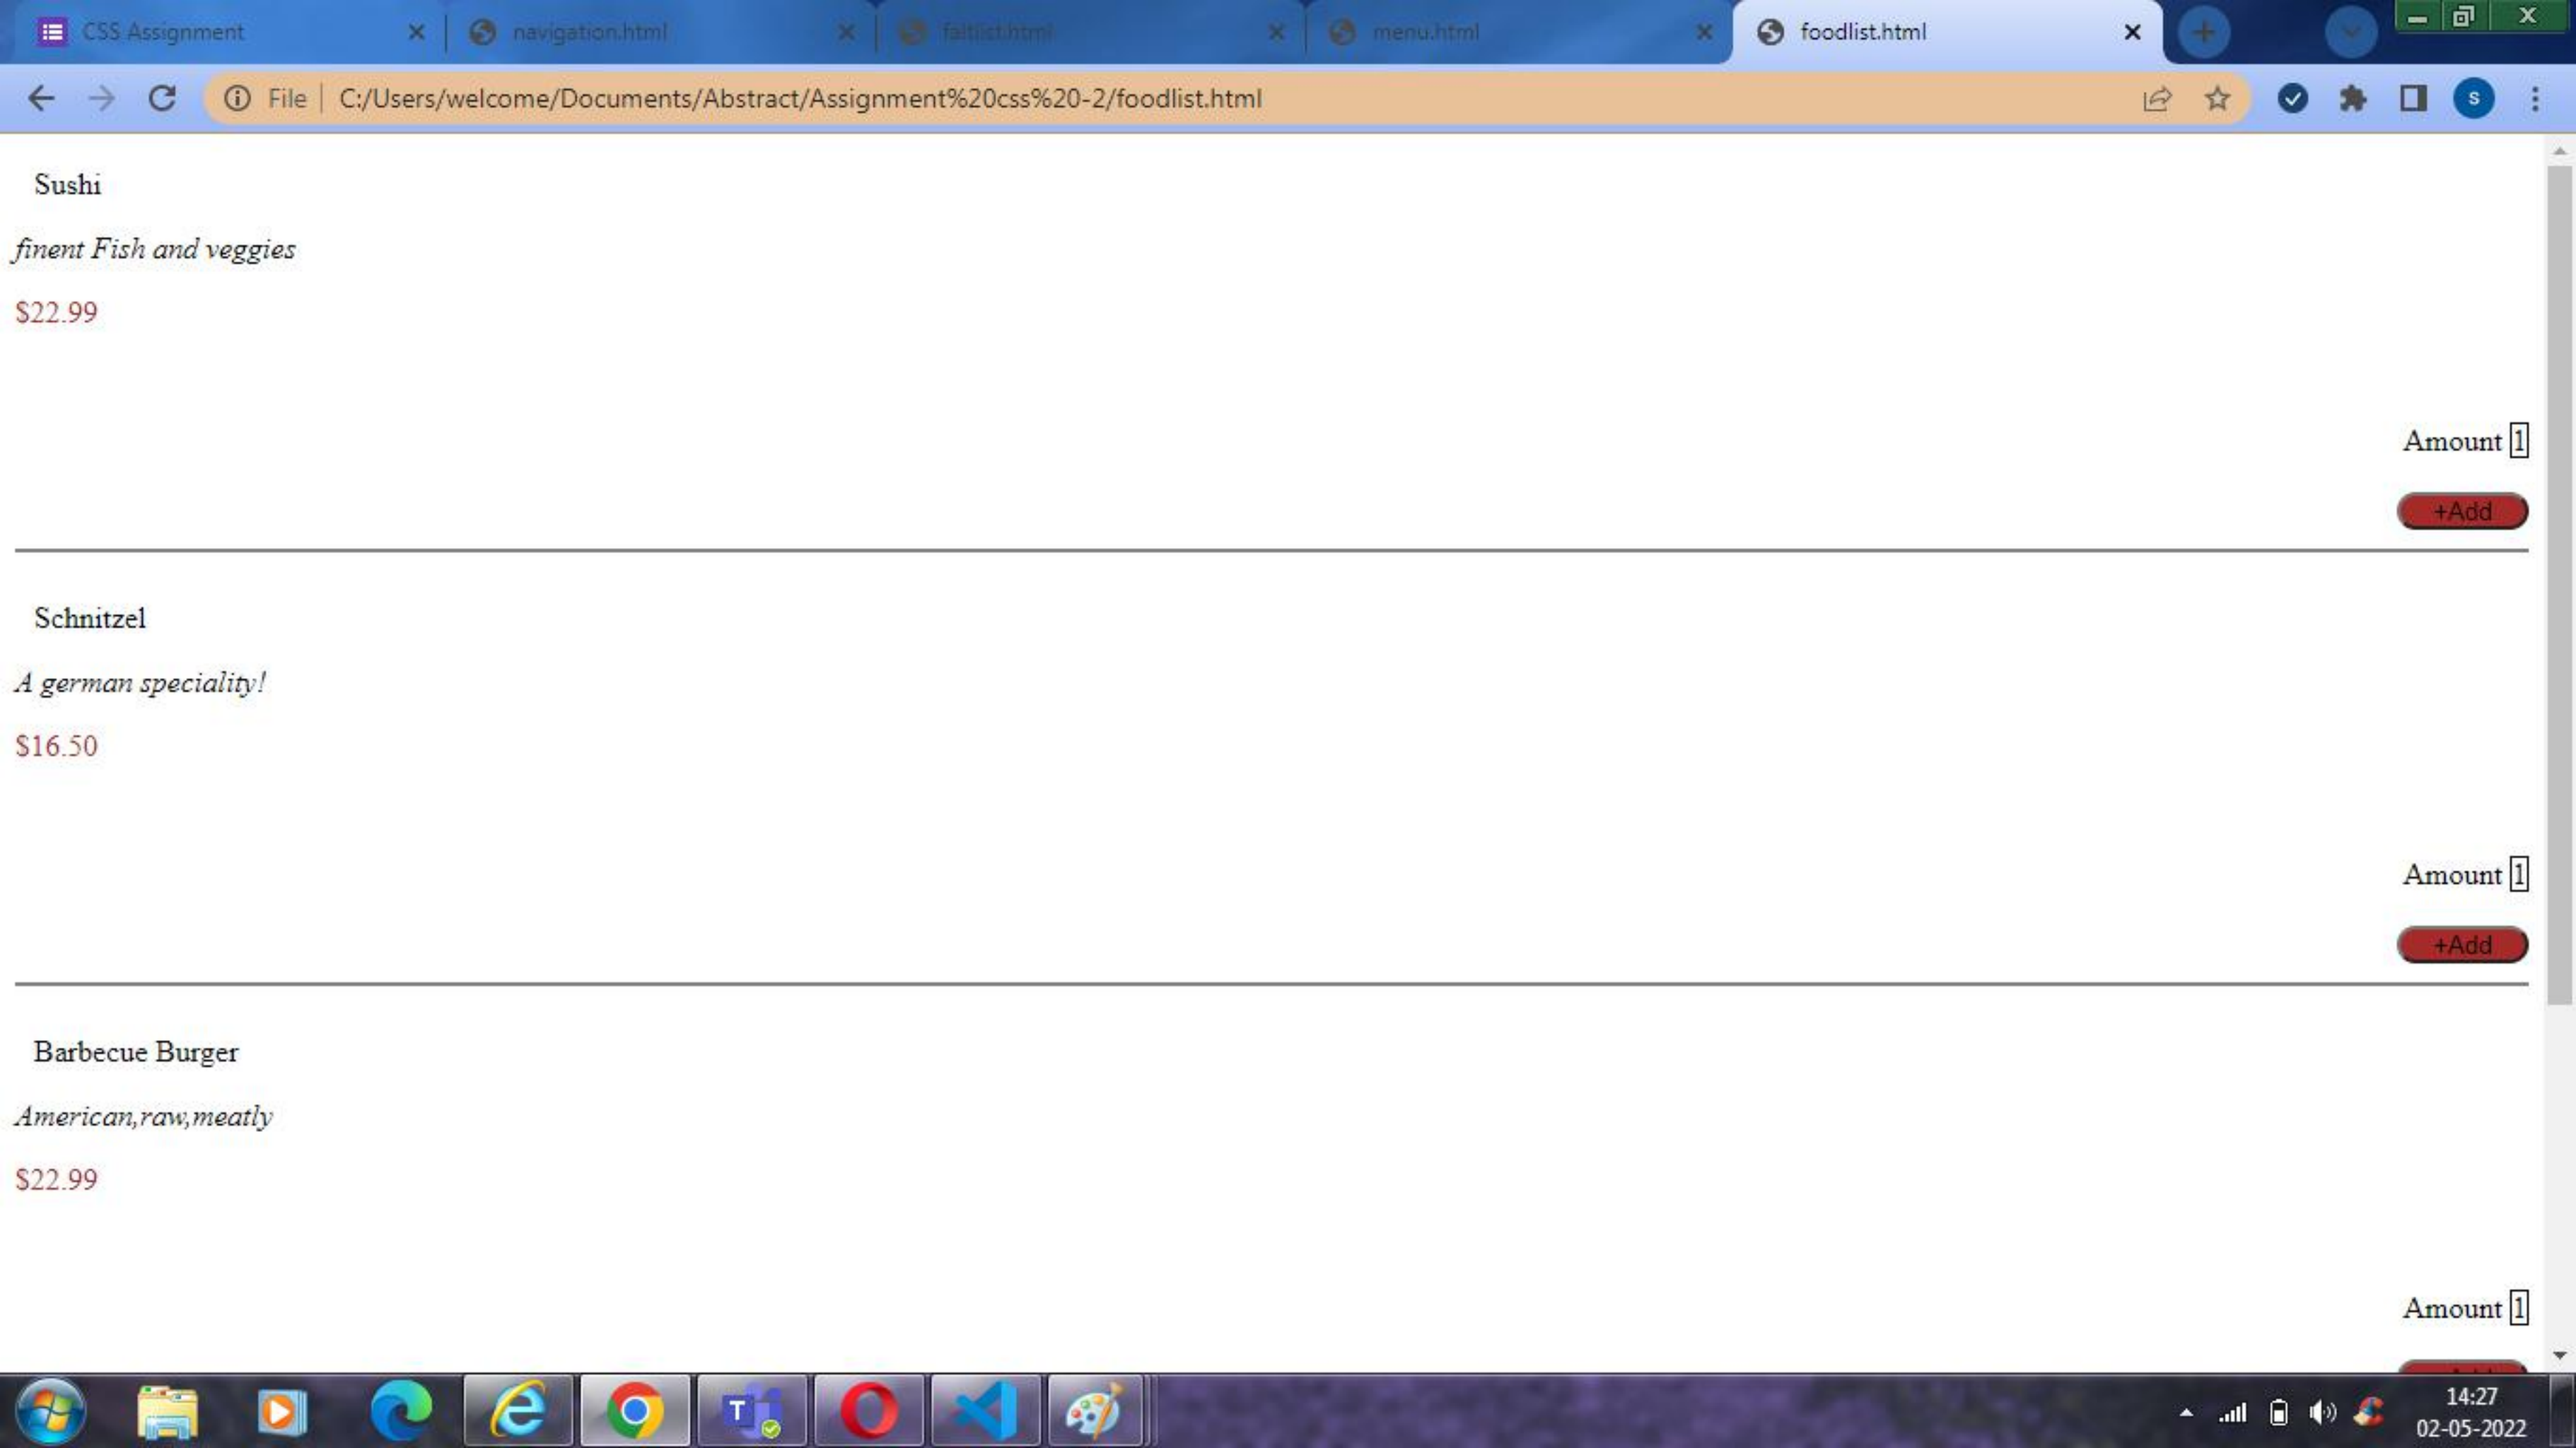 CSS Assignment navigation.html faltlist.html menu.html foodlist.html
File C:/Users/welcome/Documents/Abstract/Assignment%20css%20-2/foodlist.html S
Sushi
finent Fish and veggies
$22.99
Amount 1
+Add
Schnitzel
A german speciality!
$16.50
Amount 1
+Add
Barbecue Burger
American,raw,meatly
$22.99
Amount 1
14:27
02-05-2022